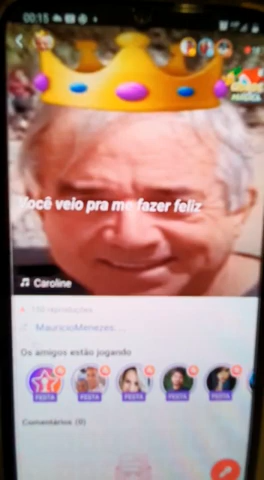 00:15
Você veio pra me fazer feliz
Caroline
MauricioMenezes...
Os amigos estão jogando
FESTA FESTA FESTA FESTA FESTA
Comentários (0)